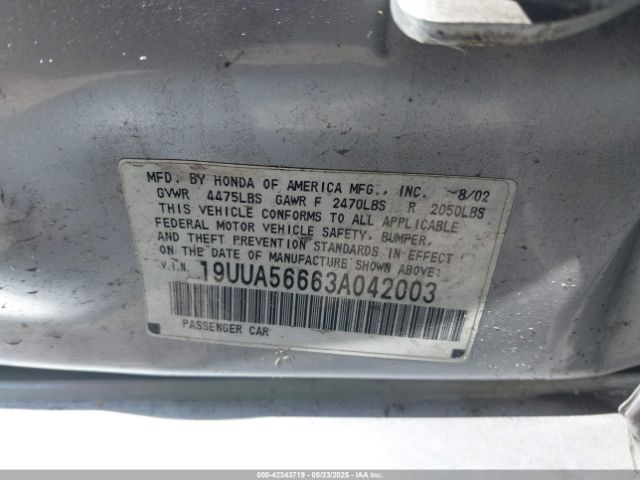 MFD. BY HONDA OF AMERICA MFG., INC. 8/02
GVWR 4475LBS GAWR F 2470LBS R 2050LBS
THIS VEHICLE CONFORMS TO ALL APPLICABLE
FEDERAL MOTOR VEHICLE SAFETY, BUMPER,
AND THEFT PREVENTION STANDARDS IN EFFECT
ON THE DATE OF MANUFACTURE SHOWN ABOVE.
V.I.N. 19UUA56663A042003
PASSENGER CAR
000-42343719 - 05/23/2025 - IAAI.COM